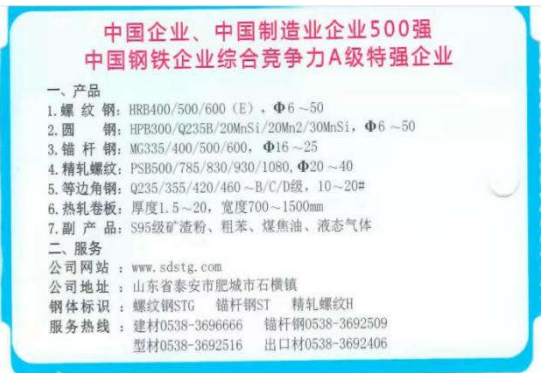 中国企业、中国制造业企业500强
中国钢铁企业综合竞争力A级特强企业
一、产品
1.螺 纹 钢：HRB400/500/600（E），Φ6～50
2.圆　　钢：HPB300/Q235B/20MnSi/20Mn2/30MnSi，Φ6～50
3.锚 杆 钢：MG335/400/500/600，Φ16～25
4.精轧螺纹：PSB500/785/830/930/1080,Φ20～40
5.等边角钢：Q235/355/420/460～B/C/D级，10～20#
6.热轧卷板：厚度1.5～20，宽度700～1500mm
7.副 产 品：S95级矿渣粉、粗苯、煤焦油、液态气体
二、服务
公司网站：www.sdstg.com
公司地址：山东省泰安市肥城市石横镇
钢体标识：螺纹钢STG　锚杆钢ST　精轧螺纹H
服务热线：建材0538-3696666　锚杆钢0538-3692509
型材0538-3692516　出口材0538-3692406